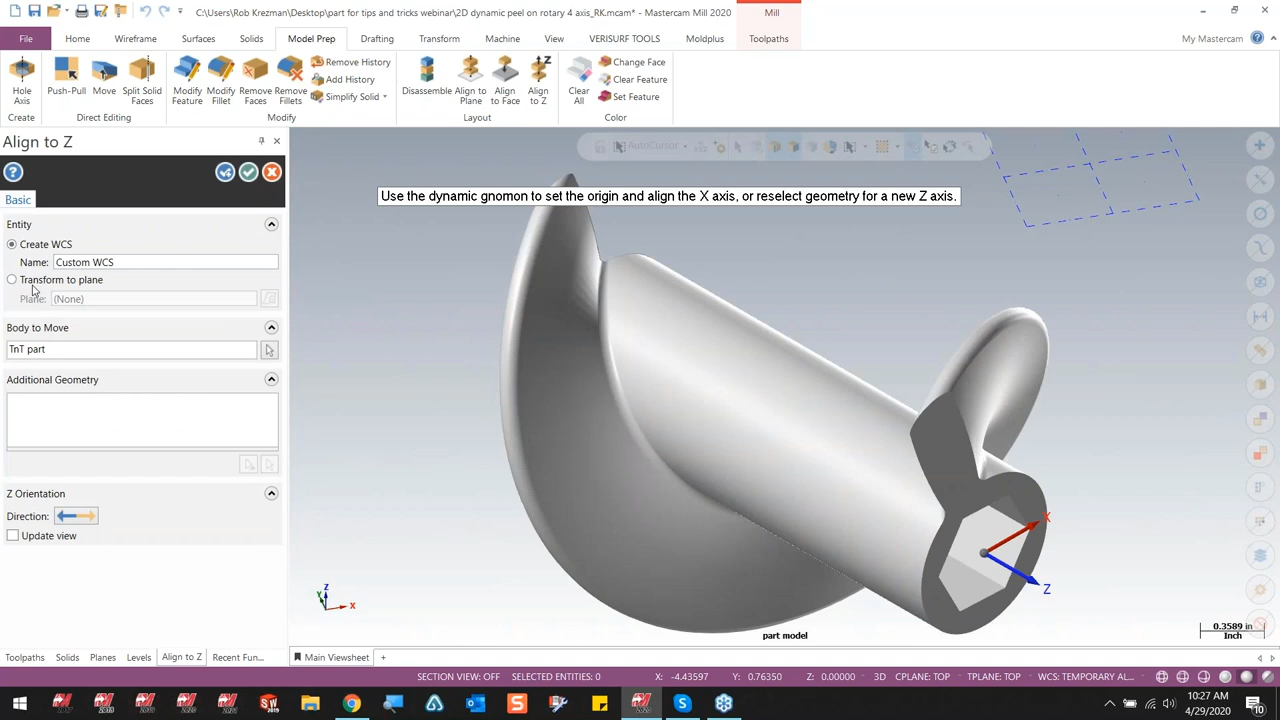 C:\Users\Rob Krezman\Desktop\part for tips and tricks webinar\2D dynamic peel on rotary 4 axis_RK.mcam* - Mastercam Mill 2020
Mill
File
Home
Wireframe
Surfaces
Solids
Model Prep
Drafting
Transform
Machine
View
VERISURF TOOLS
Moldplus
Toolpaths
My Mastercam
Hole Axis
Push-Pull
Move
Split Solid Faces
Modify Feature
Modify Fillet
Remove Faces
Remove Fillets
Remove History
Add History
Simplify Solid
Disassemble
Align to Plane
Align to Face
Align to Z
Clear All
Change Face
Clear Feature
Set Feature
Create
Direct Editing
Modify
Layout
Color
Align to Z
Basic
Entity
Create WCS
Name: Custom WCS
Transform to plane
Plane: (None)
Body to Move
TnT part
Additional Geometry
Z Orientation
Direction:
Update view
AutoCursor
Use the dynamic gnomon to set the origin and align the X axis, or reselect geometry for a new Z axis.
X
Z
Z
Y
X
part model
0.3589 in
Inch
Toolpaths
Solids
Planes
Levels
Align to Z
Recent Fun...
Main Viewsheet
+
SECTION VIEW: OFF
SELECTED ENTITIES: 0
X: -4.43597
Y: 0.76350
Z: 0.00000
3D
CPLANE: TOP
TPLANE: TOP
WCS: TEMPORARY AL...
10:27 AM
4/29/2020